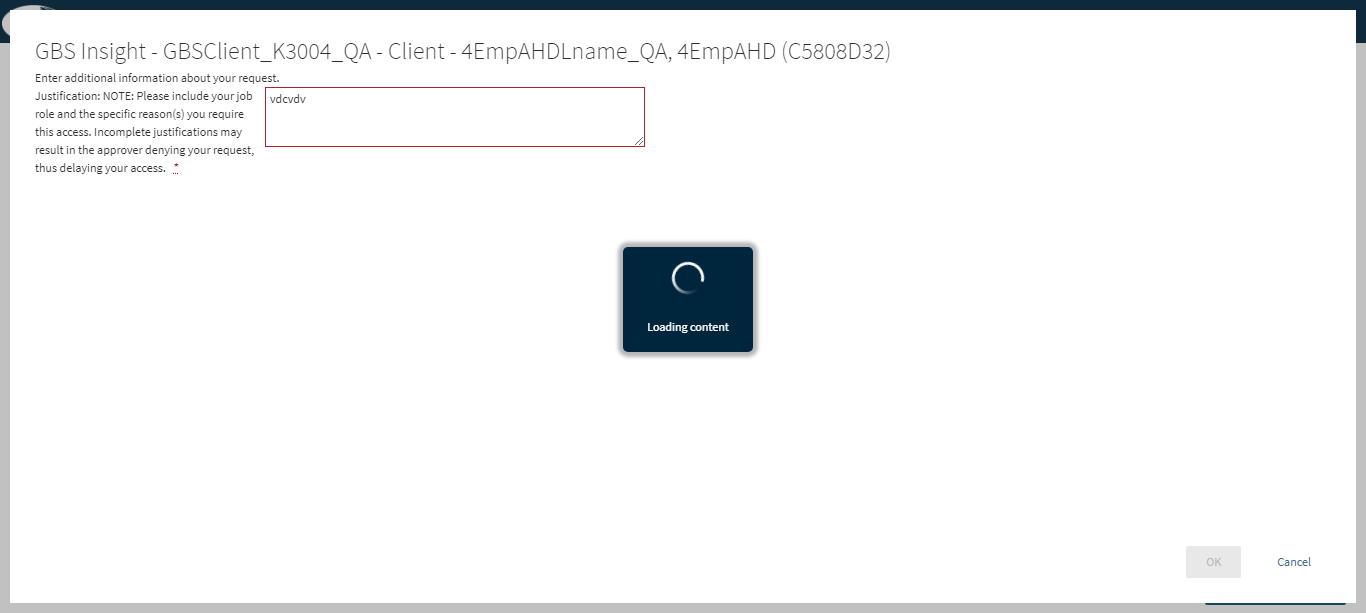 GBS Insight - GBSClient_K3004_QA - Client - 4EmpAHDLname_QA, 4EmpAHD (C5808D32)
Enter additional information about your request.
Justification: NOTE: Please include your job
role and the specific reason(s) you require
this access. Incomplete justifications may
result in the approver denying your request,
thus delaying your access. *
vdcvdv
Loading content
OK
Cancel